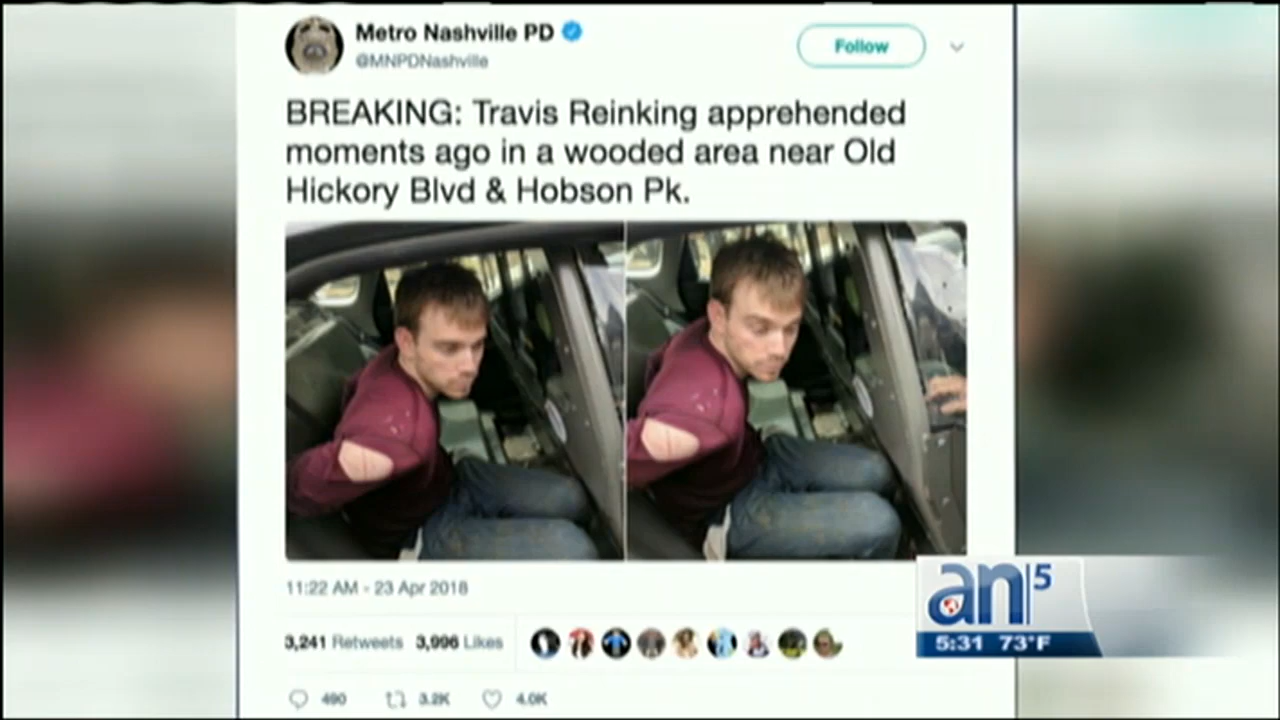 Metro Nashville PD
@MNPDNashville
Follow
BREAKING: Travis Reinking apprehended
moments ago in a wooded area near Old
Hickory Blvd & Hobson Pk.
11:22 AM - 23 Apr 2018
3,241 Retweets 3,996 Likes
490 3.2K 4.0K
an 5
5:31 73°F